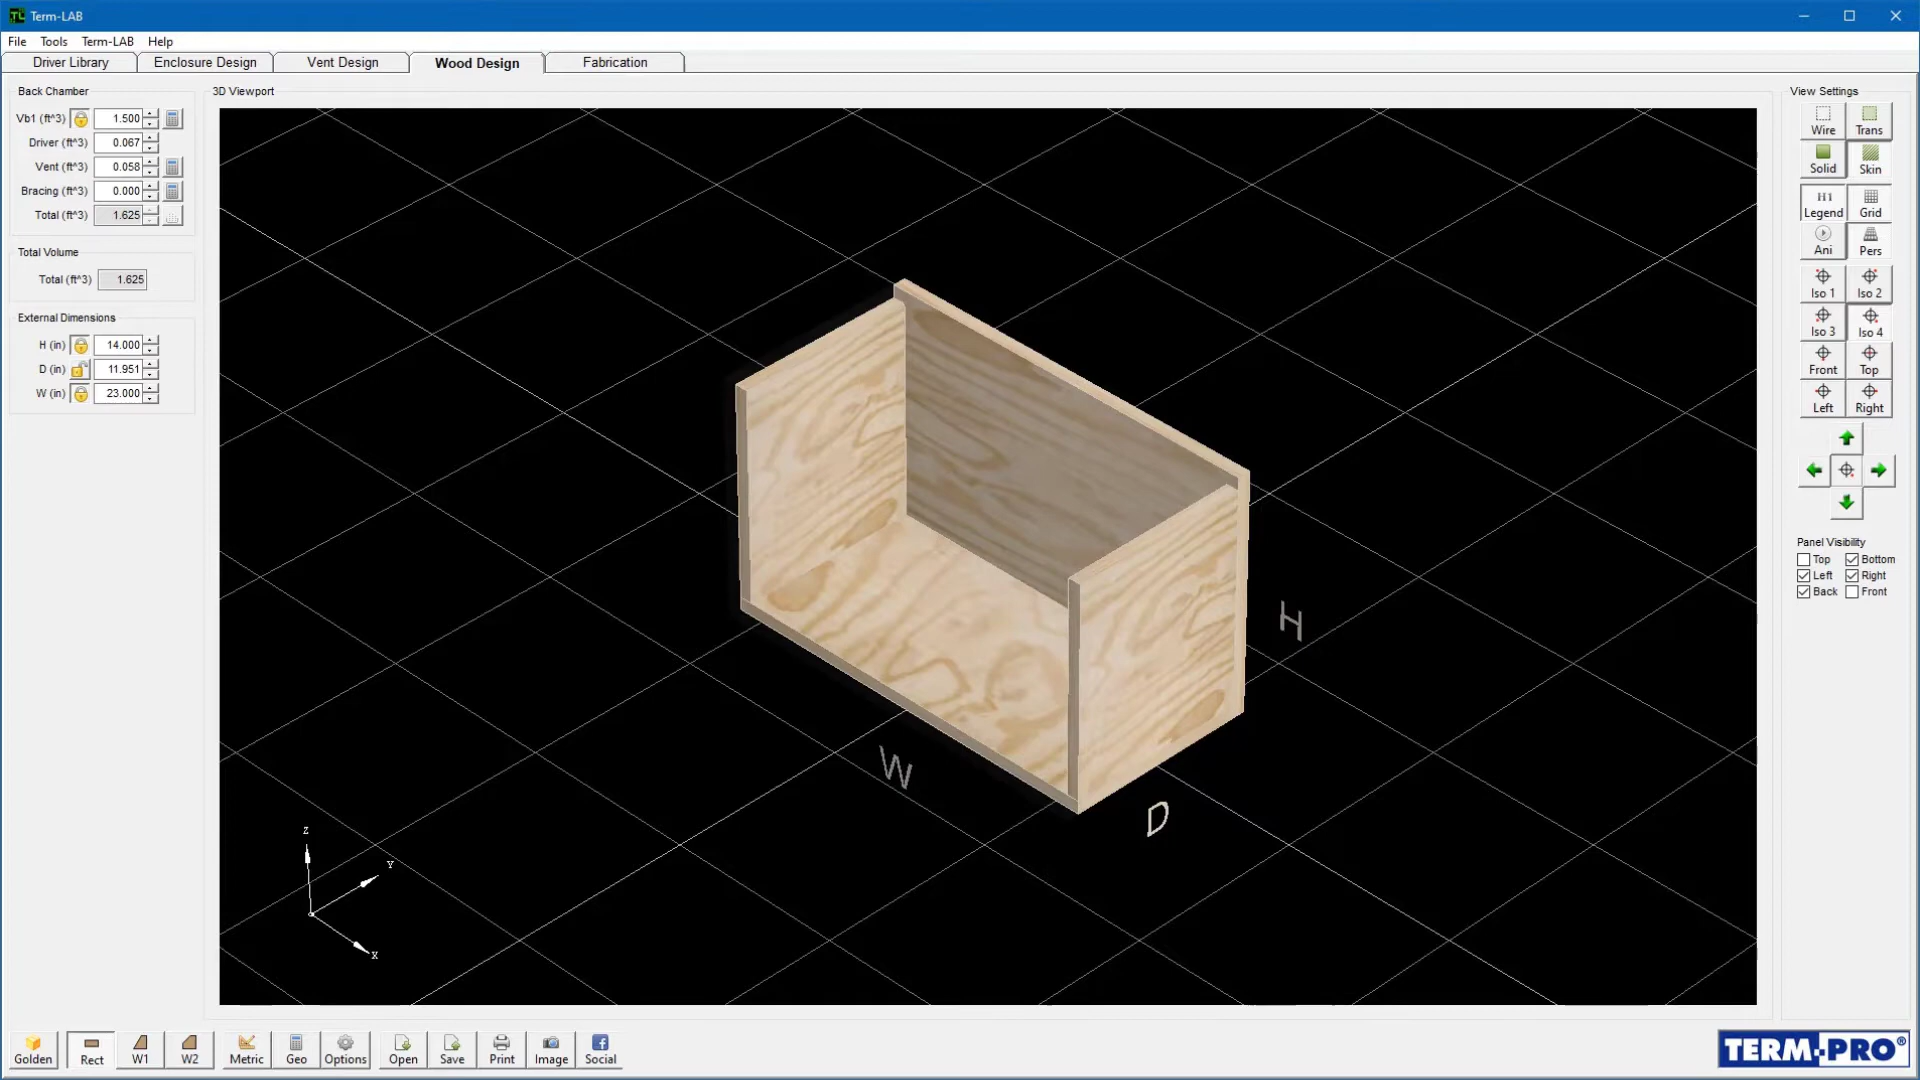 Term-LAB
File Tools Term-LAB Help
Driver Library Enclosure Design Vent Design Wood Design Fabrication
Back Chamber
Vb1 (ft^3) 1.500
Driver (ft^3) 0.067
Vent (ft^3) 0.058
Bracing (ft^3) 0.000
Total (ft^3) 1.625
Total Volume
Total (ft^3) 1.625
External Dimensions
H (in) 14.000
D (in) 11.951
W (in) 23.000
3D Viewport
H
W
D
Z
Y
X
View Settings
Wire Trans
Solid Skin
H1
Legend Grid
Ani Pers
Iso 1 Iso 2
Iso 3 Iso 4
Front Top
Left Right
Panel Visibility
Top Bottom
Left Right
Back Front
Golden Rect W1 W2 Metric Geo Options Open Save Print Image Social
TERM-PRO®